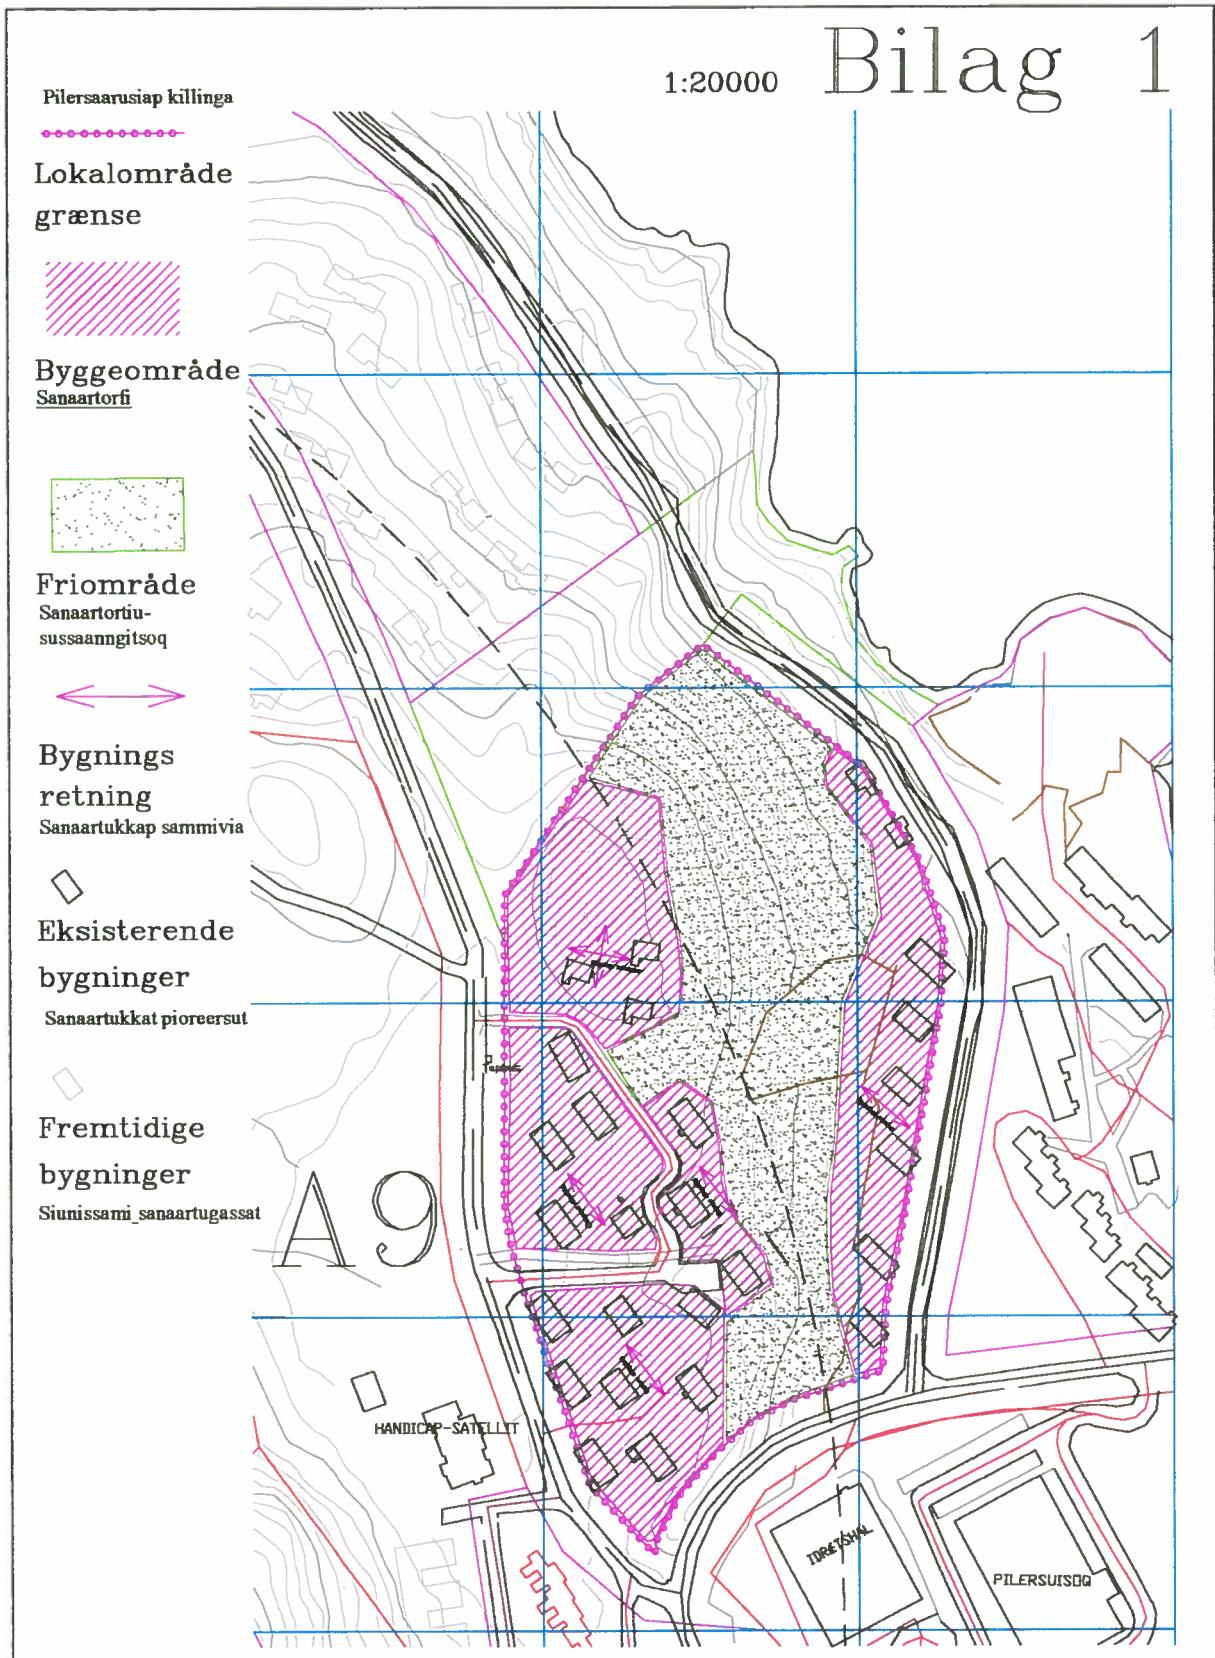 Bilag 1
1:20000
Pilersaarusiap killinga
Lokalområde
grænse
Byggeområde
Sanaartorfi
Friområde
Sanaartortiu-
sussaanngitsoq
Bygnings
retning
Sanaartukkap sammivia
Eksisterende
bygninger
Sanaartukkat pioreersut
Fremtidige
bygninger
Siunissami sanaartugassat
A9
HANDICAP-SATELLIT
IDRETSHAL
PILERSUISOQ